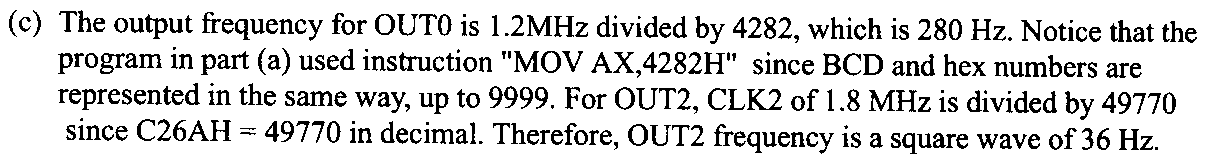 (c) The output frequency for OUT0 is 1.2MHz divided by 4282, which is 280 Hz. Notice that the
program in part (a) used instruction "MOV AX,4282H" since BCD and hex numbers are
represented in the same way, up to 9999. For OUT2, CLK2 of 1.8 MHz is divided by 49770
since C26AH = 49770 in decimal. Therefore, OUT2 frequency is a square wave of 36 Hz.